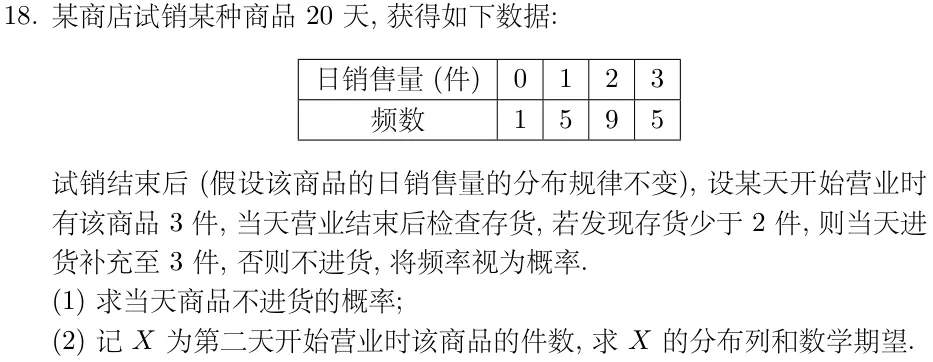 18. 某商店试销某种商品 20 天, 获得如下数据:
日销售量 (件) 0 1 2 3
频数 1 5 9 5
试销结束后 (假设该商品的日销售量的分布规律不变), 设某天开始营业时
有该商品 3 件, 当天营业结束后检查存货, 若发现存货少于 2 件, 则当天进
货补充至 3 件, 否则不进货, 将频率视为概率.
(1) 求当天商品不进货的概率;
(2) 记 X 为第二天开始营业时该商品的件数, 求 X 的分布列和数学期望.